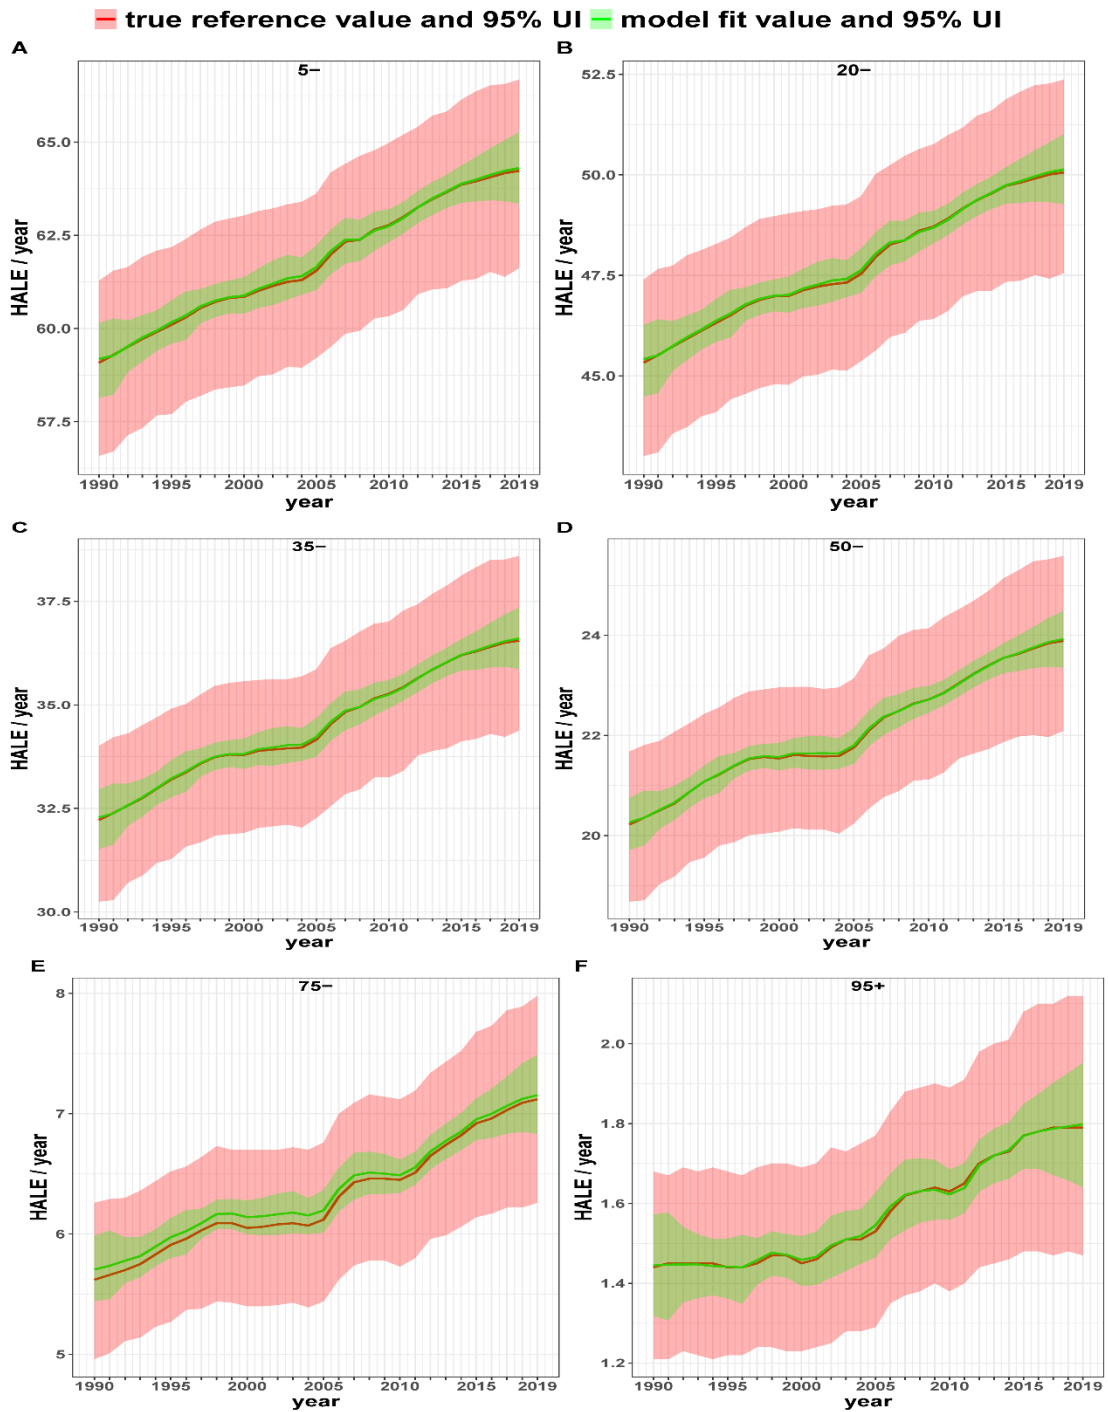 true reference value and 95% UI model fit value and 95% UI
A
5–
65.0
62.5
60.0
57.5
HALE / year
1990 1995 2000 2005 2010 2015 2019
year
B
20–
52.5
50.0
47.5
45.0
HALE / year
1990 1995 2000 2005 2010 2015 2019
year
C
35–
37.5
35.0
32.5
30.0
HALE / year
1990 1995 2000 2005 2010 2015 2019
year
D
50–
24
22
20
HALE / year
1990 1995 2000 2005 2010 2015 2019
year
E
75–
8
7
6
5
HALE / year
1990 1995 2000 2005 2010 2015 2019
year
F
95+
2.0
1.8
1.6
1.4
1.2
HALE / year
1990 1995 2000 2005 2010 2015 2019
year